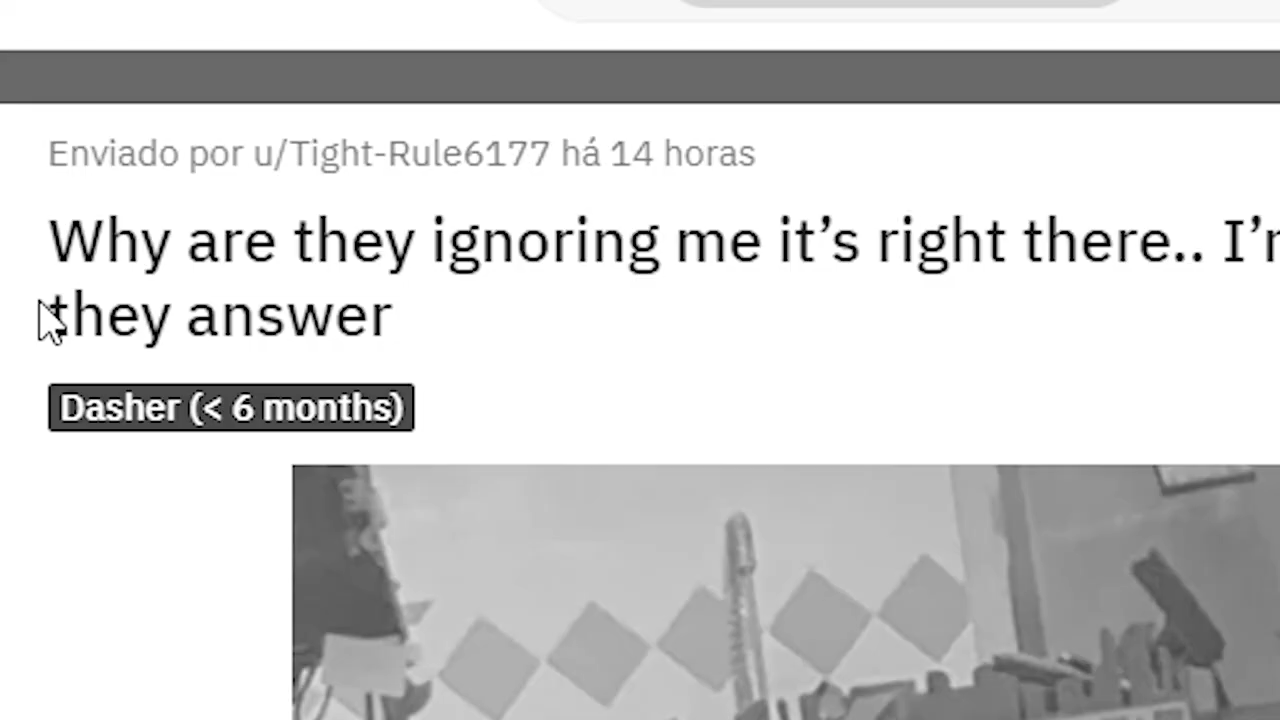 Enviado por u/Tight-Rule6177 há 14 horas
Why are they ignoring me it’s right there.. I’
they answer
Dasher (< 6 months)